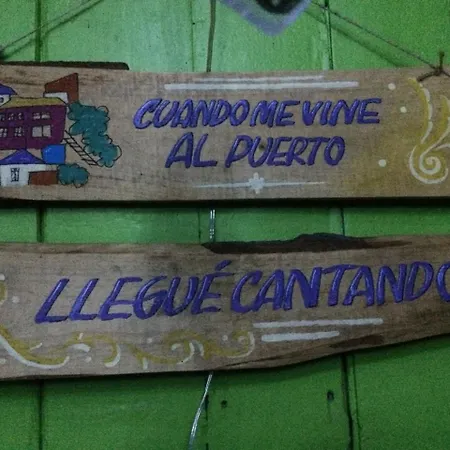 CUANDO ME VINE
AL PUERTO
LLEGUÉ CANTANDO